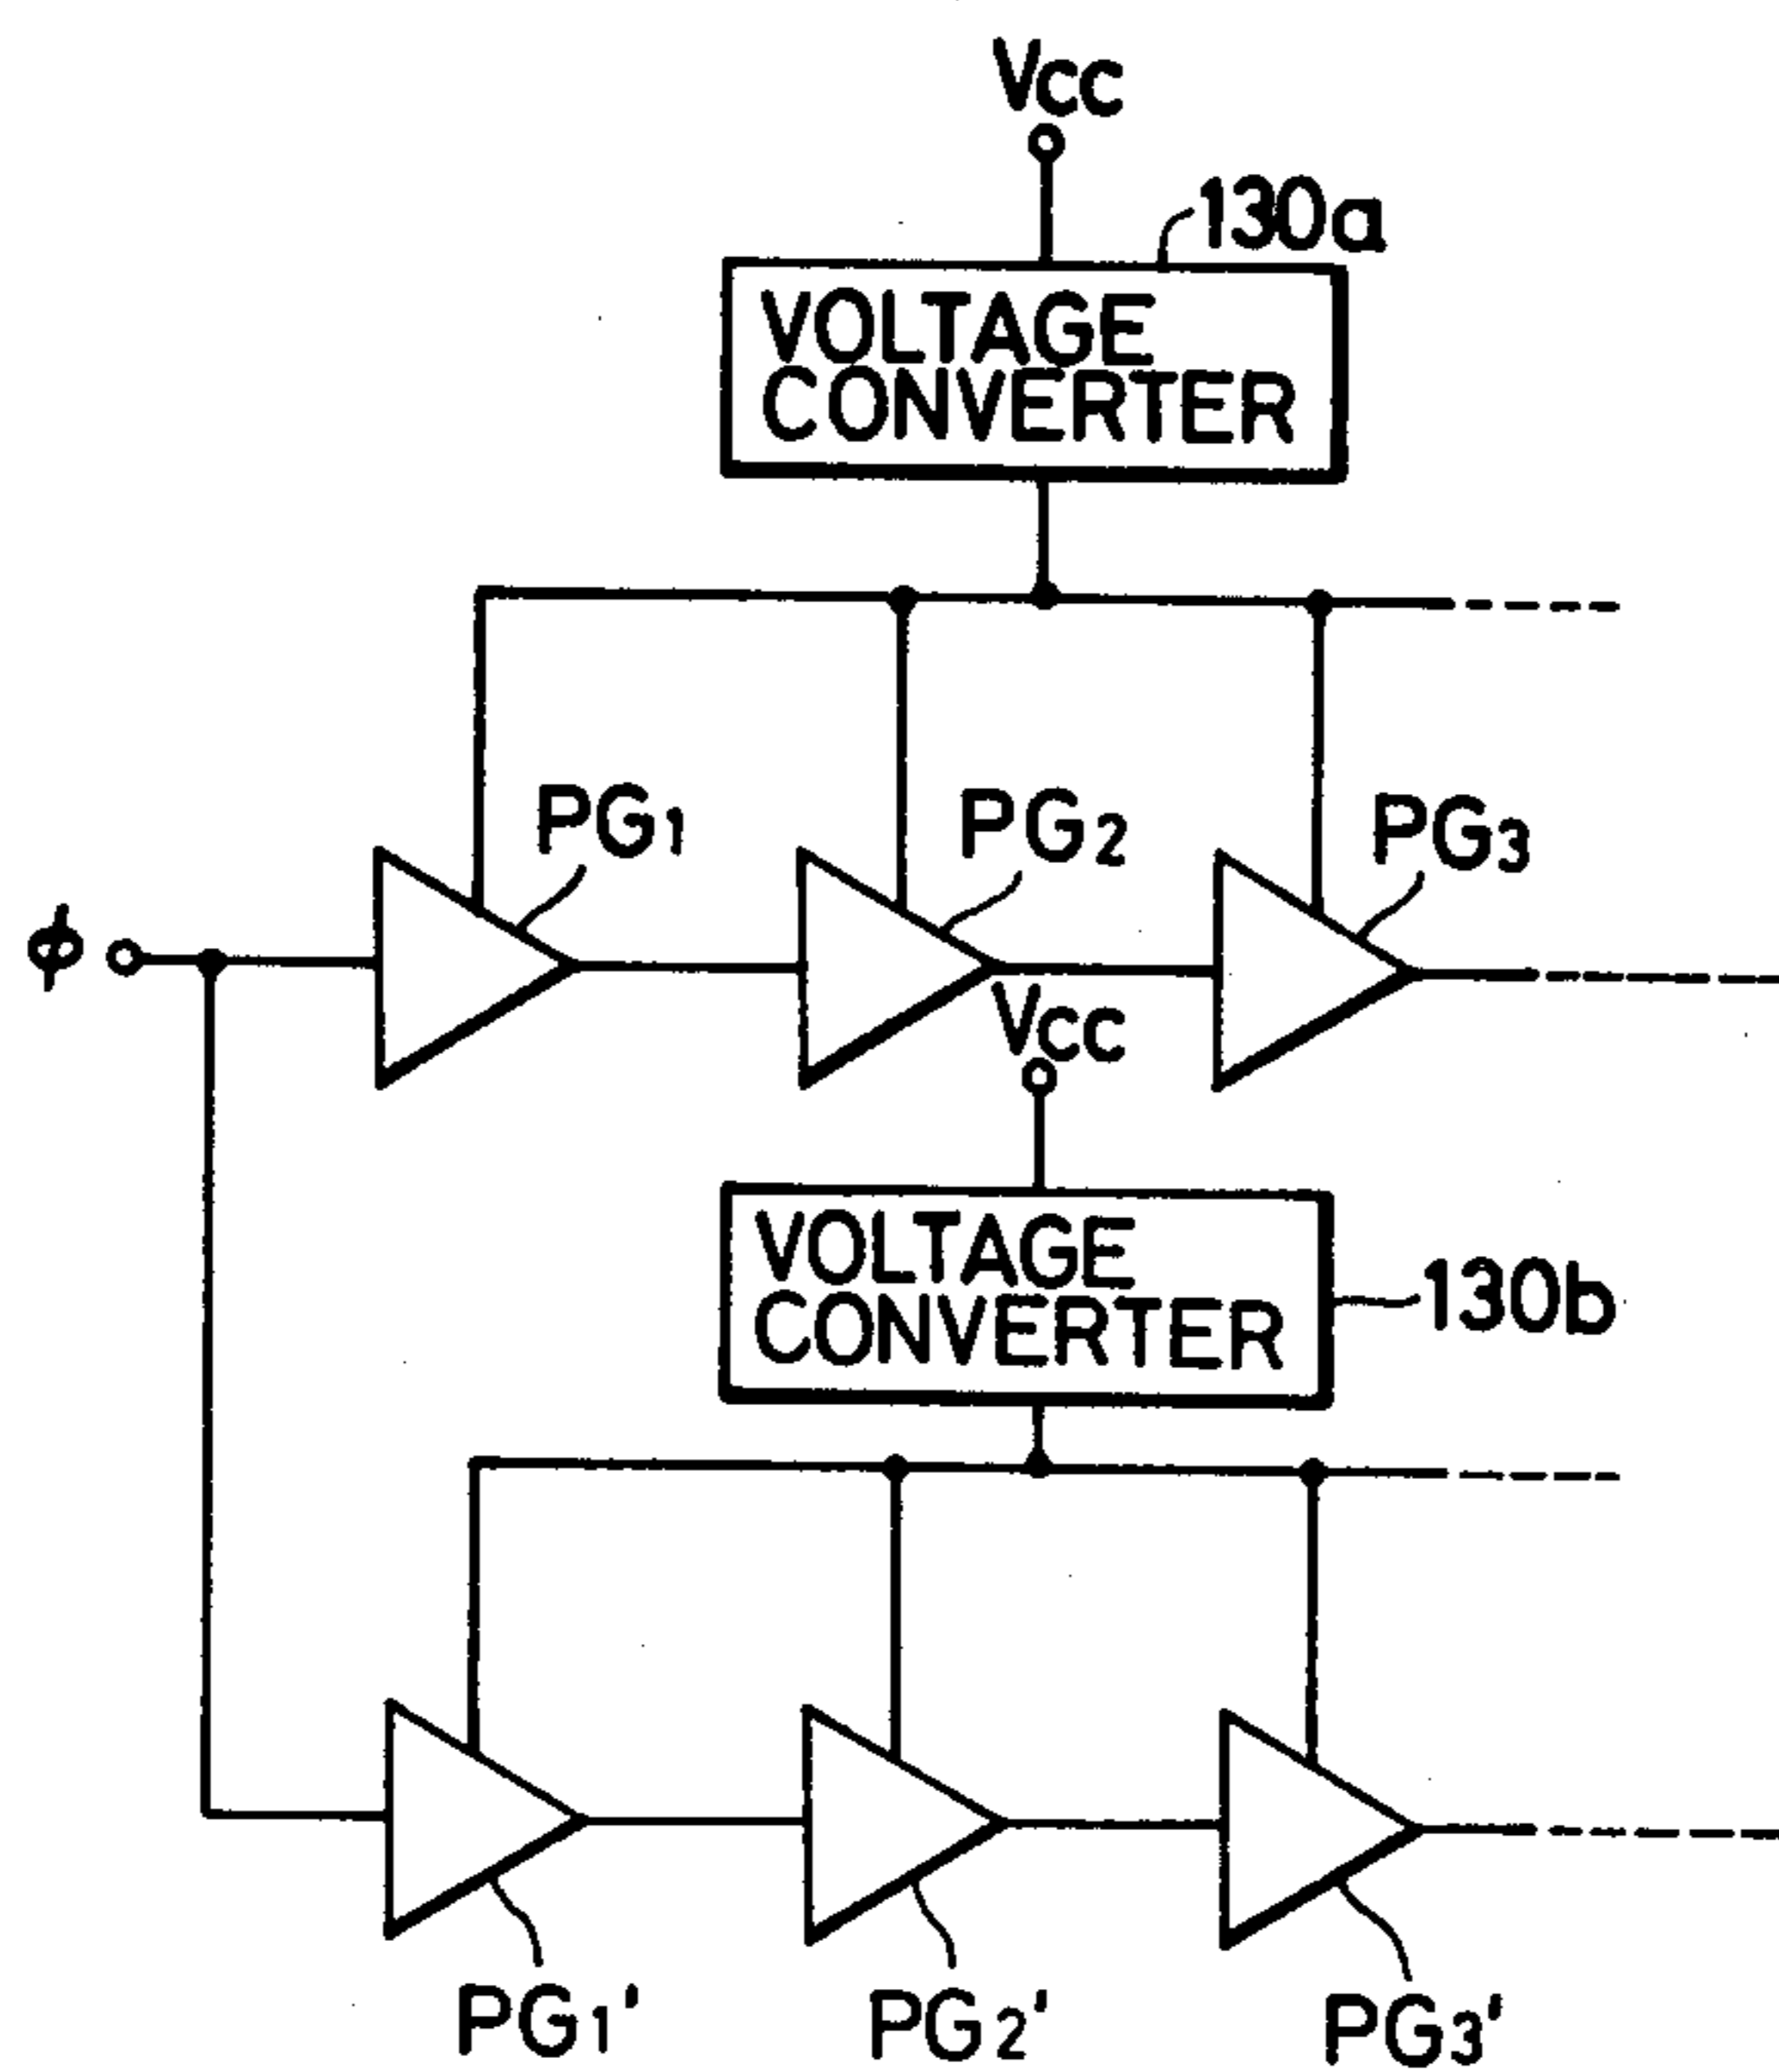 Vcc
130a
VOLTAGE
CONVERTER
PG1
PG2
PG3
ϕ
Vcc
VOLTAGE
CONVERTER
130b
PG1'
PG2'
PG3'